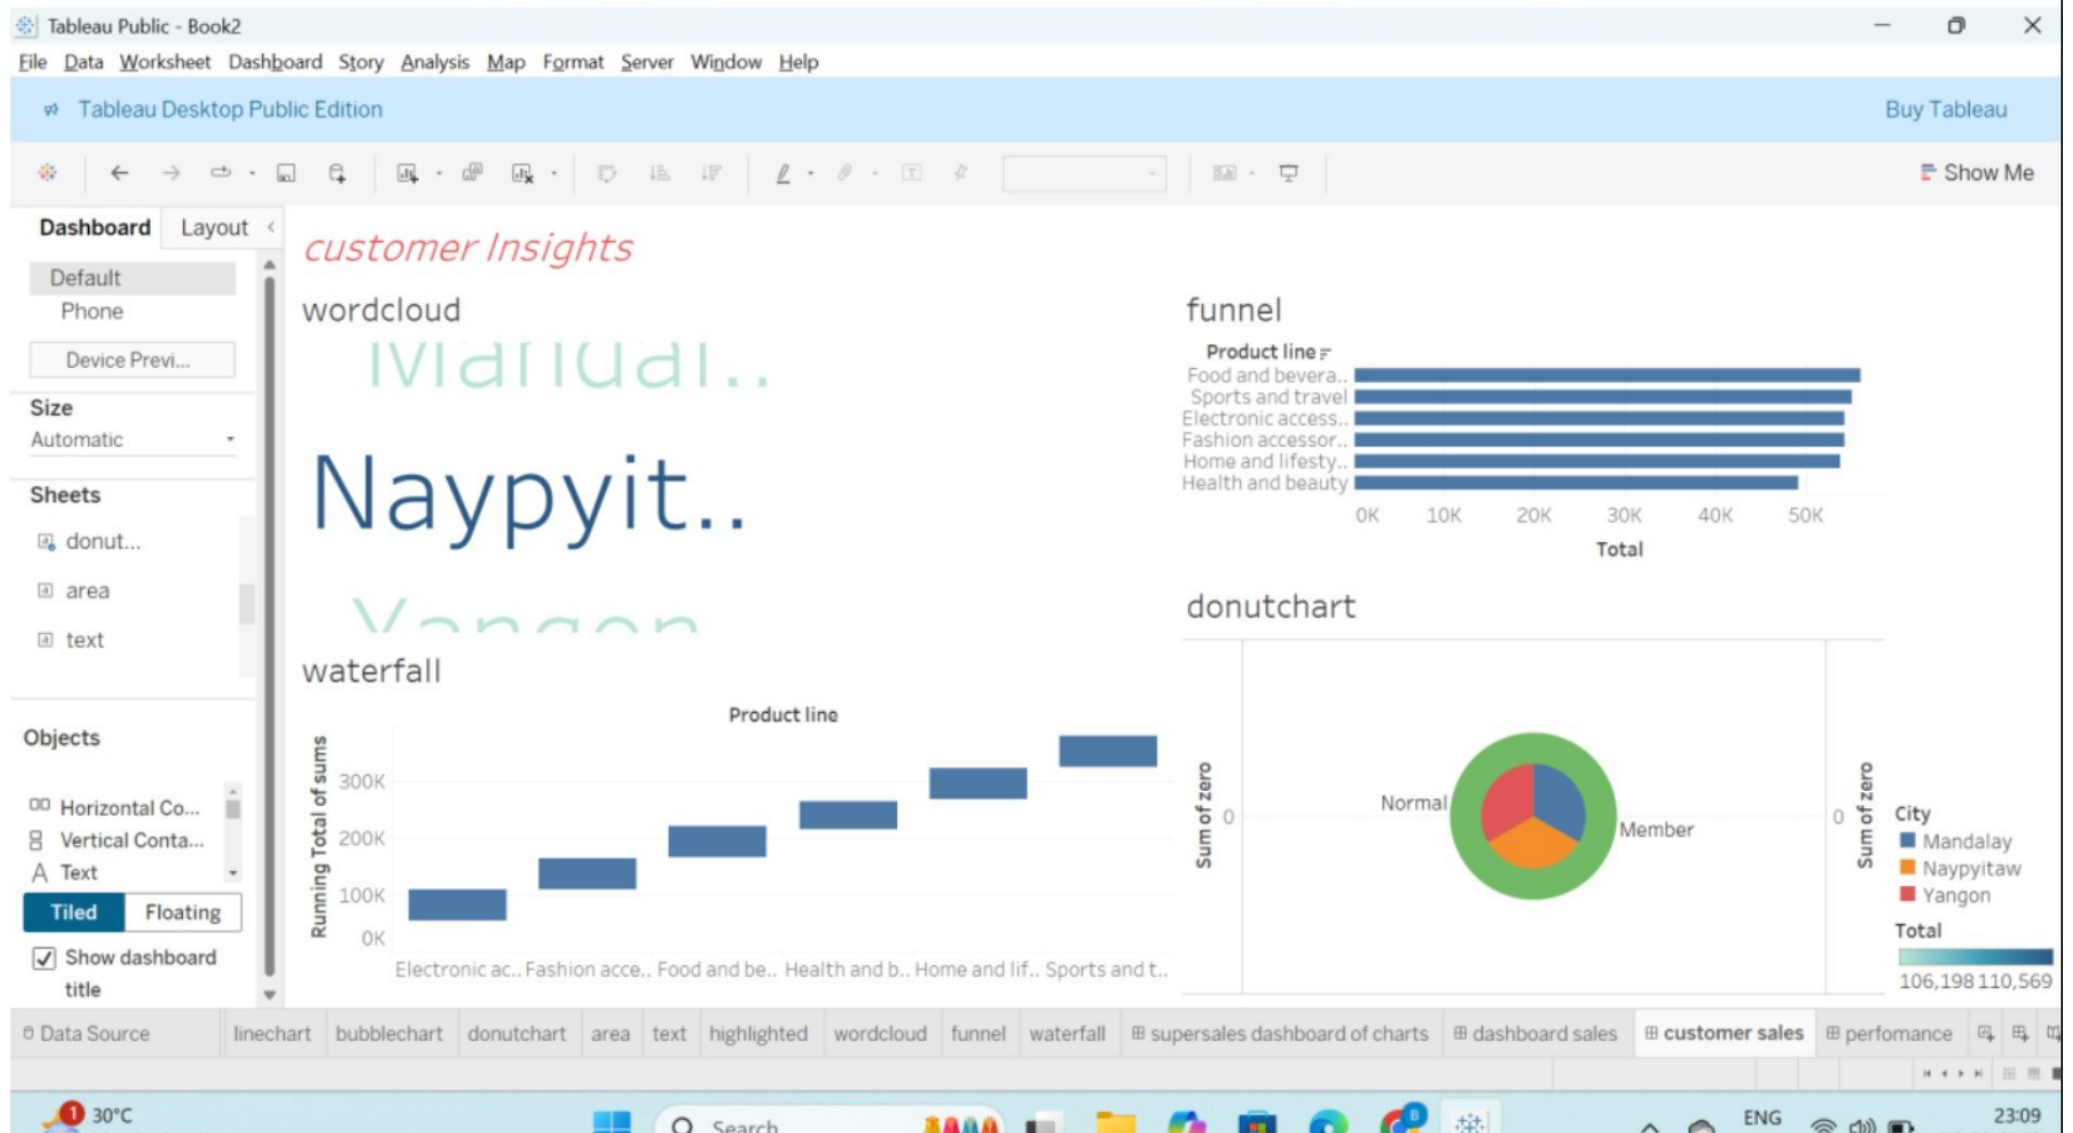 Tableau Public - Book2
File Data Worksheet Dashboard Story Analysis Map Format Server Window Help
Tableau Desktop Public Edition
Buy Tableau
Show Me
Dashboard Layout
Default
Phone
Device Previ...
Size
Automatic
Sheets
donut...
area
text
Objects
Horizontal Co...
Vertical Conta...
Text
Tiled Floating
Show dashboard
title
customer Insights
wordcloud
Naypyit..
waterfall
Product line
Running Total of sums
300K
200K
100K
0K
Electronic ac.. Fashion acce.. Food and be.. Health and b.. Home and lif.. Sports and t..
funnel
Product line
Food and bevera..
Sports and travel
Electronic access..
Fashion accessor..
Home and lifesty..
Health and beauty
0K 10K 20K 30K 40K 50K
Total
donutchart
Sum of zero
0
Normal
Member
0
Sum of zero
City
Mandalay
Naypyitaw
Yangon
Total
106,198 110,569
Data Source linechart bubblechart donutchart area text highlighted wordcloud funnel waterfall supersales dashboard of charts dashboard sales customer sales perfomance
1
30°C
Search
B
ENG
23:09